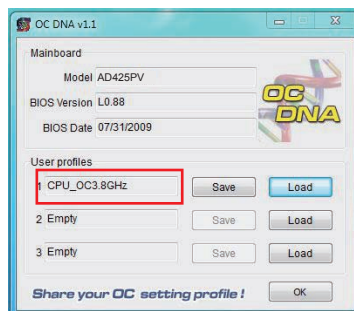 OC DNA v1.1
Mainboard
Model AD425PV
BIOS Version L0.88
BIOS Date 07/31/2009
OC
DNA
User profiles
1 CPU_OC3.8GHz Save Load
2 Empty Save Load
3 Empty Save Load
Share your OC setting profile! OK